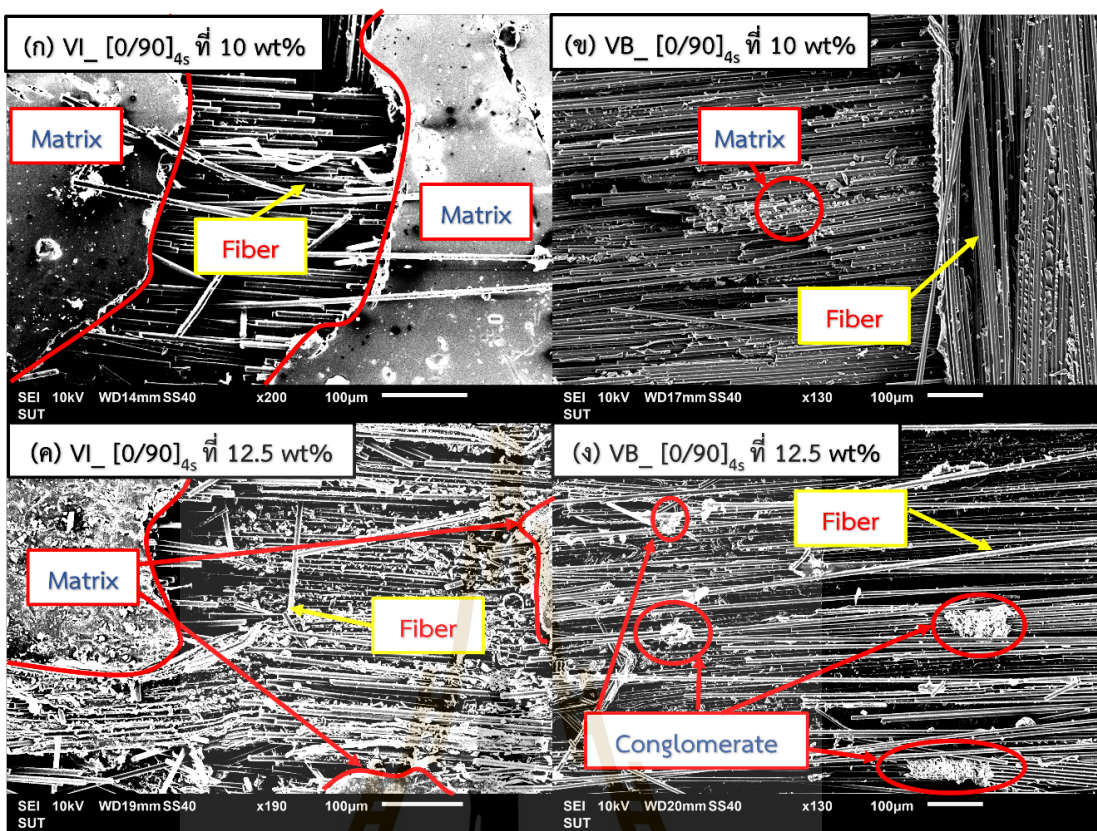 (ก) VI_ [0/90]4s ที่ 10 wt%
Matrix
Fiber
Matrix
SEI 10kV WD14mm SS40 x200 100µm
SUT
(ข) VB_ [0/90]4s ที่ 10 wt%
Matrix
Fiber
SEI 10kV WD17mm SS40 x130 100µm
SUT
(ค) VI_ [0/90]4s ที่ 12.5 wt%
Matrix
Fiber
SEI 10kV WD19mm SS40 x190 100µm
SUT
(ง) VB_ [0/90]4s ที่ 12.5 wt%
Fiber
Conglomerate
SEI 10kV WD20mm SS40 x130 100µm
SUT